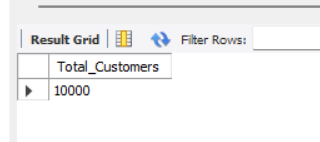 Result Grid Filter Rows:
Total_Customers
10000